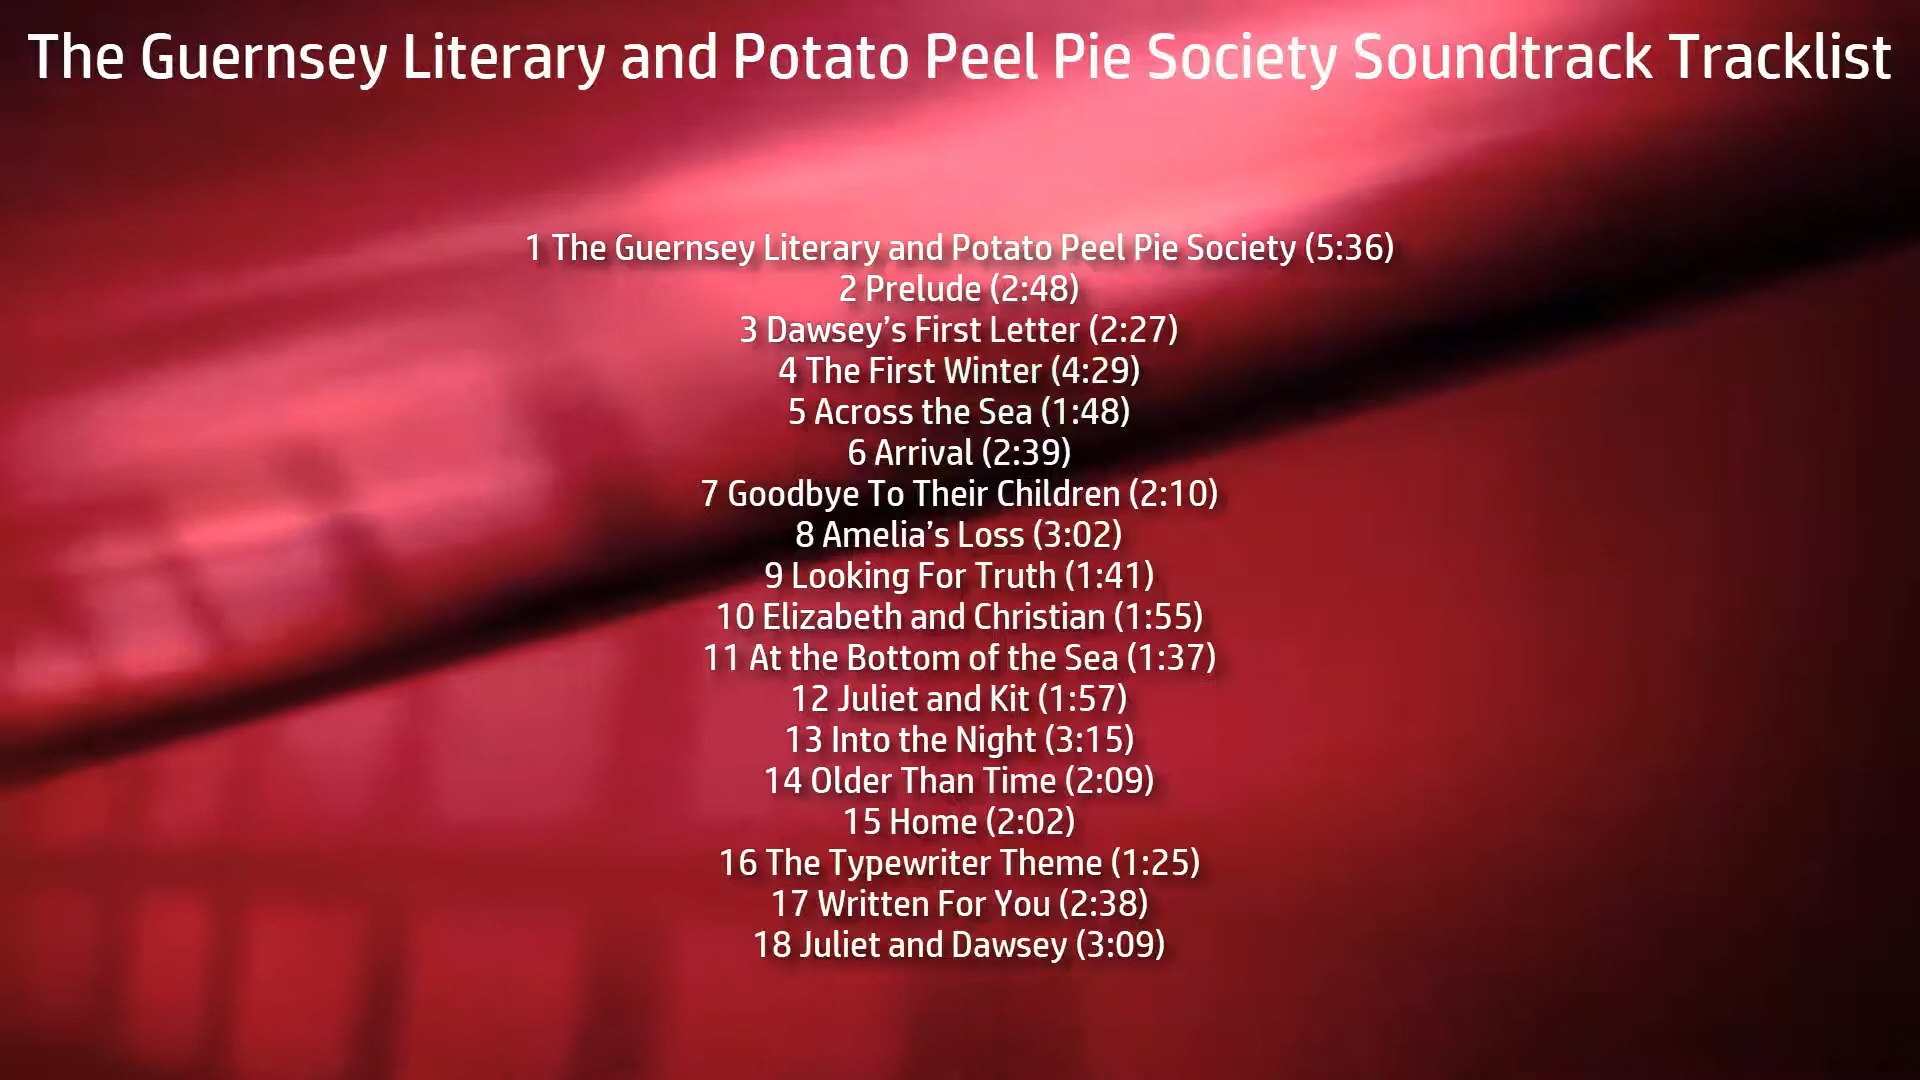 The Guernsey Literary and Potato Peel Pie Society Soundtrack Tracklist
1 The Guernsey Literary and Potato Peel Pie Society (5:36)
2 Prelude (2:48)
3 Dawsey’s First Letter (2:27)
4 The First Winter (4:29)
5 Across the Sea (1:48)
6 Arrival (2:39)
7 Goodbye To Their Children (2:10)
8 Amelia’s Loss (3:02)
9 Looking For Truth (1:41)
10 Elizabeth and Christian (1:55)
11 At the Bottom of the Sea (1:37)
12 Juliet and Kit (1:57)
13 Into the Night (3:15)
14 Older Than Time (2:09)
15 Home (2:02)
16 The Typewriter Theme (1:25)
17 Written For You (2:38)
18 Juliet and Dawsey (3:09)